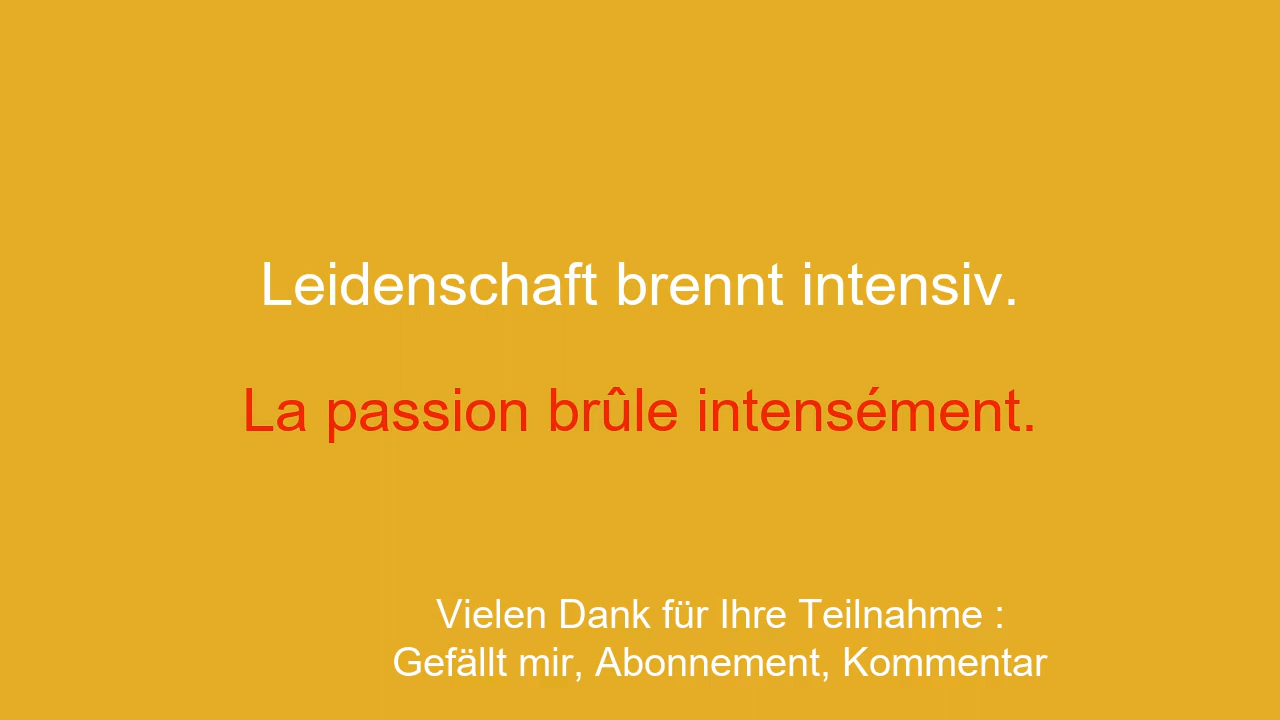 Leidenschaft brennt intensiv.
La passion brûle intensément.
Vielen Dank für Ihre Teilnahme :
Gefällt mir, Abonnement, Kommentar